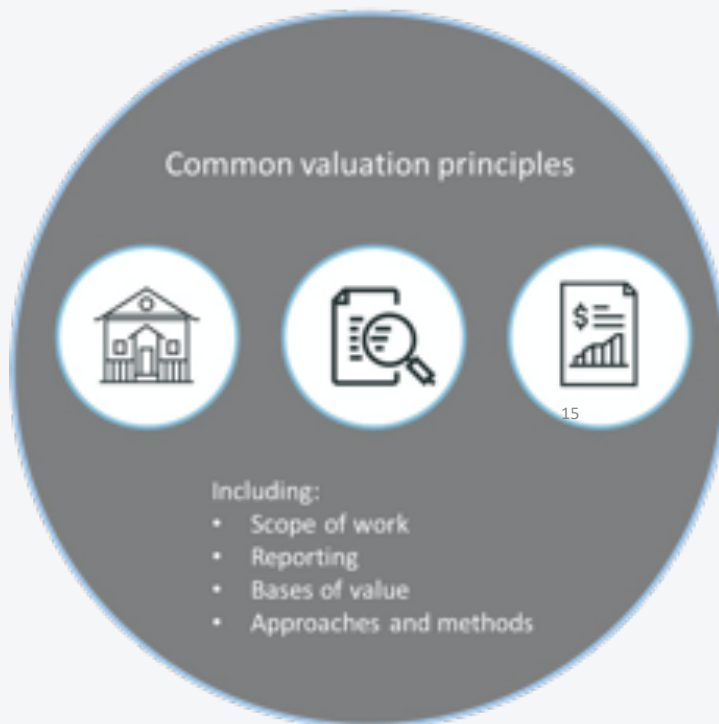 Common valuation principles
$
15
Including:
• Scope of work
• Reporting
• Bases of value
• Approaches and methods